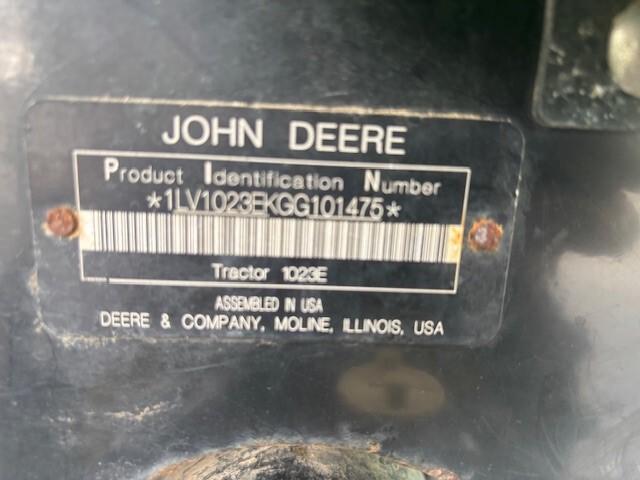 JOHN DEERE
Product Identification Number
*1LV1023EKGG101475*
Tractor 1023E
ASSEMBLED IN USA
DEERE & COMPANY, MOLINE, ILLINOIS, USA